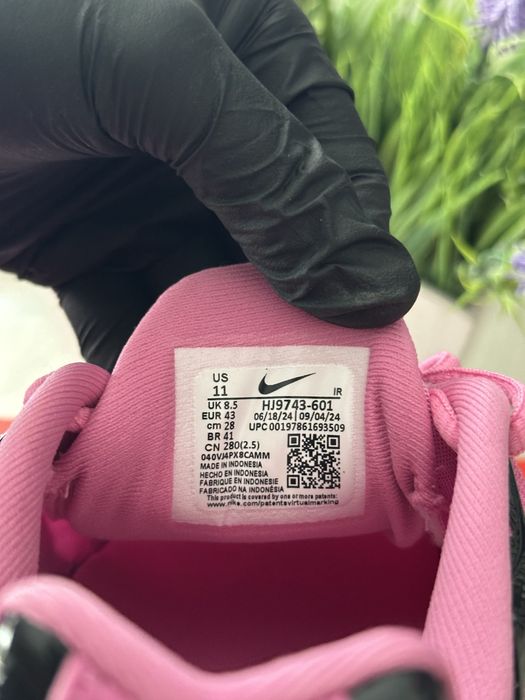 US
11
IR
UK 8.5
HJ9743-601
EUR 43
06/18/24 | 09/04/24
cm 28
UPC 00197861693509
BR 41
CN 280(2.5)
040VJ4PX8CAMM
MADE IN INDONESIA
HECHO EN INDONESIA
FABRIQUE EN INDONESIE
FABRICADO NA INDONÉSIA
This product is covered by one or more patents:
www.nike.com/patentsvirtualmarking